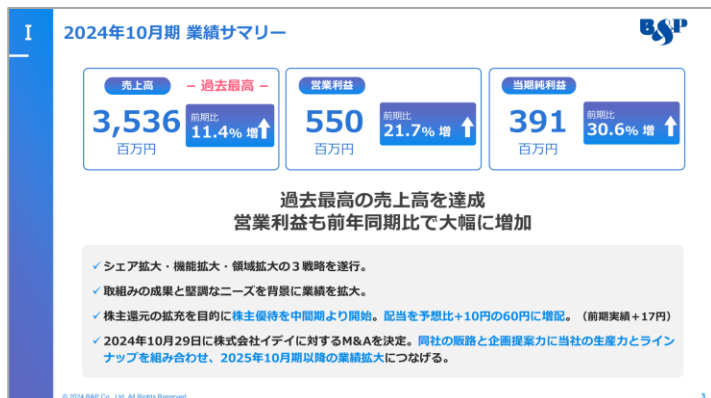 I
2024年10月期 業績サマリー
B&P
売上高
− 過去最高 −
3,536
百万円
前期比
11.4% 増
営業利益
550
百万円
前期比
21.7% 増
当期純利益
391
百万円
前期比
30.6% 増
過去最高の売上高を達成
営業利益も前年同期比で大幅に増加
✓シェア拡大・機能拡大・領域拡大の３戦略を遂行。
✓取組みの成果と堅調なニーズを背景に業績を拡大。
✓株主還元の拡充を目的に株主優待を中間期より開始。配当を予想比+10円の60円に増配。（前期実績＋17円）
✓2024年10月29日に株式会社イデイに対するM&Aを決定。同社の販路と企画提案力に当社の生産力とライン
ナップを組み合わせ、2025年10月期以降の業績拡大につなげる。
© 2024 B&P Co., Ltd. All Rights Reserved
3